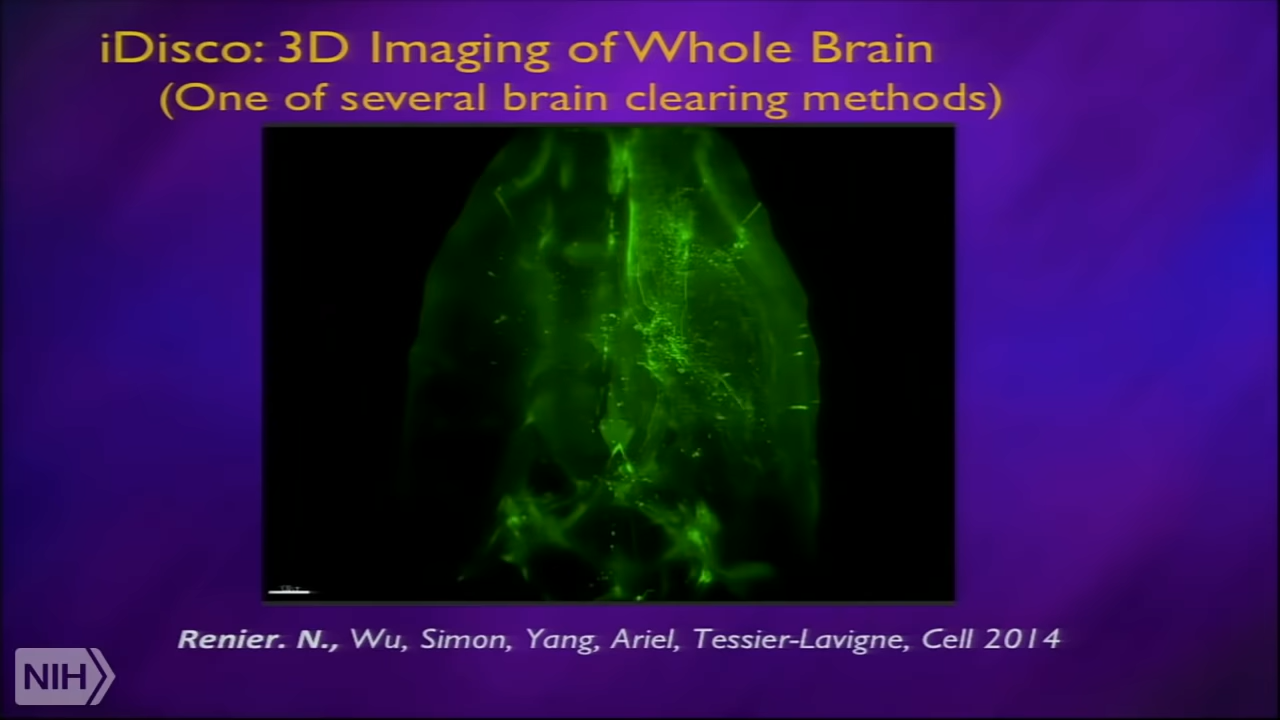 iDisco: 3D Imaging of Whole Brain
(One of several brain clearing methods)
Renier. N., Wu, Simon, Yang, Ariel, Tessier-Lavigne, Cell 2014
NIH